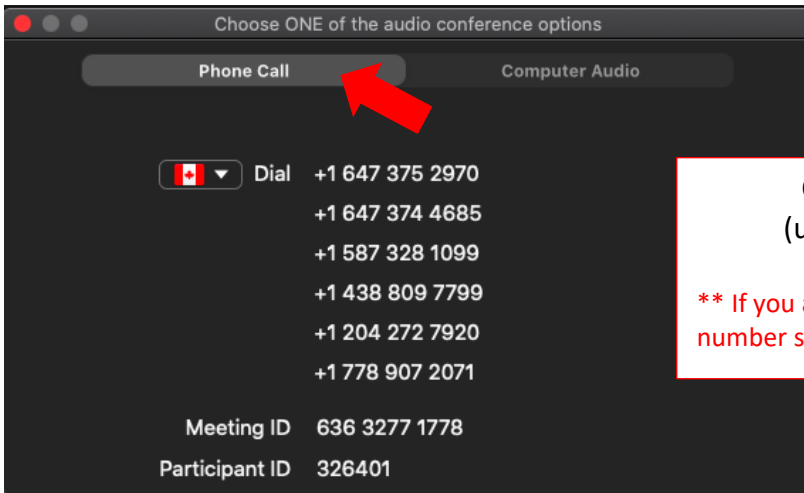 Choose ONE of the audio conference options
Phone Call Computer Audio
Dial +1 647 375 2970
+1 647 374 4685
+1 587 328 1099
+1 438 809 7799
+1 204 272 7920
+1 778 907 2071
Meeting ID 636 3277 1778
Participant ID 326401
** If you
number